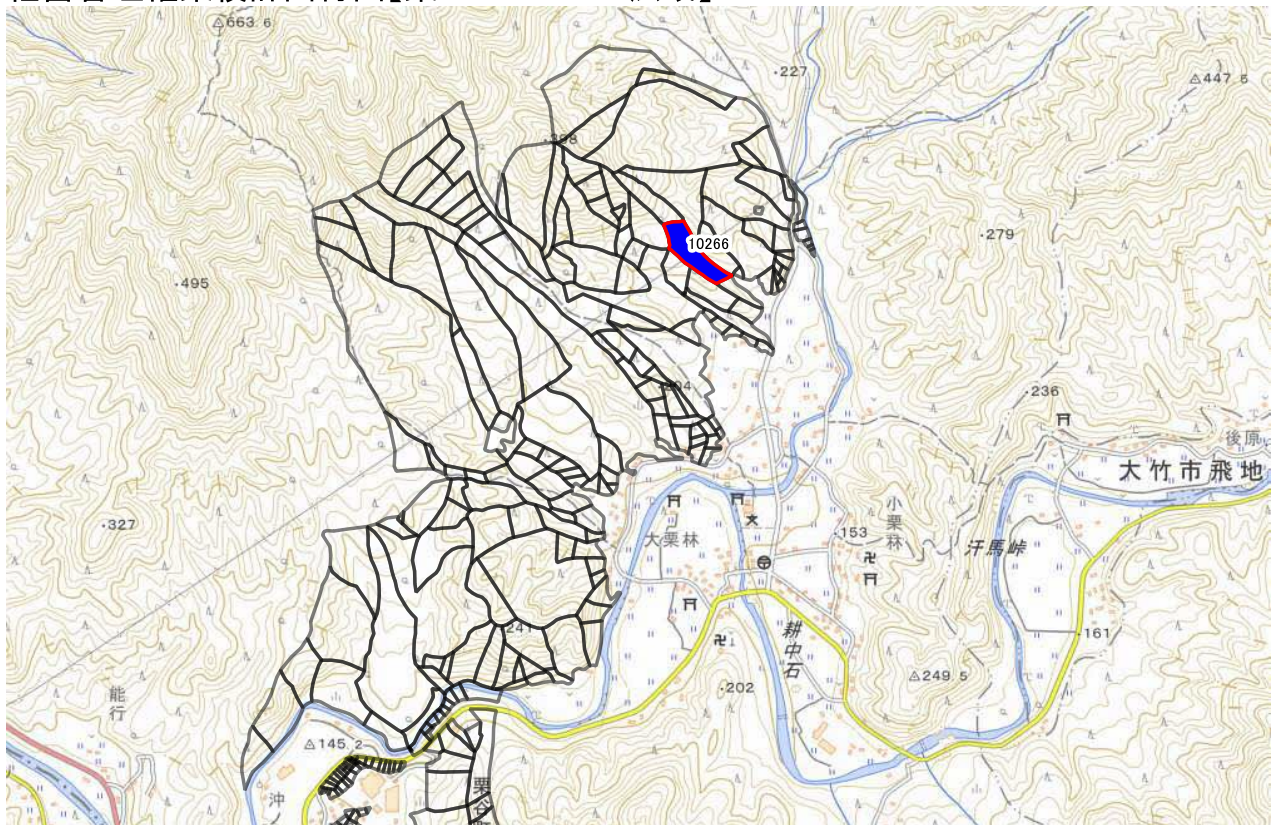 △663.6
300
・227
△447.5
・398
10266
・279
・495
・204
・236
後原
大竹市飛地
・327
小栗林
・153
大栗林
汗馬峠
・241
耕中石
・161
能行
・202
△249.5
△145.2
沖
栗谷